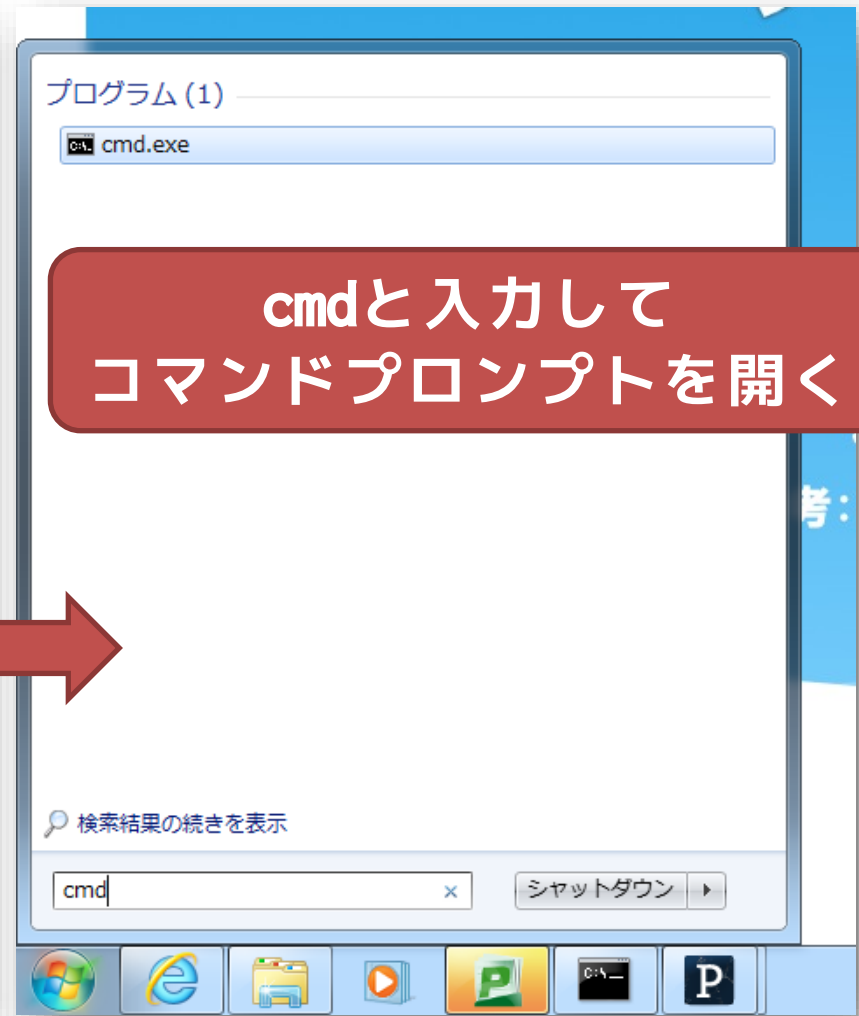 プログラム (1)
cmd.exe
cmdと入力して
コマンドプロンプトを開く
考：
検索結果の続きを表示
cmd
シャットダウン